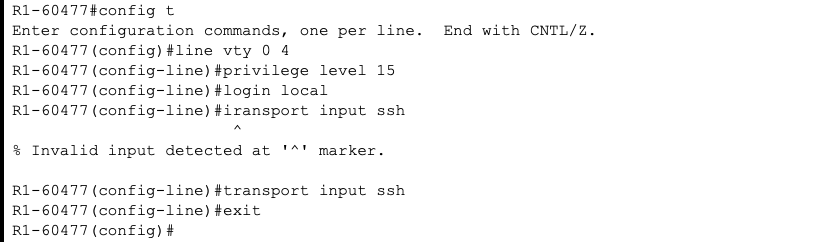 R1-60477#config t
Enter configuration commands, one per line.  End with CNTL/Z.
R1-60477(config)#line vty 0 4
R1-60477(config-line)#privilege level 15
R1-60477(config-line)#login local
R1-60477(config-line)#iransport input ssh
                       ^
% Invalid input detected at '^' marker.

R1-60477(config-line)#transport input ssh
R1-60477(config-line)#exit
R1-60477(config)#